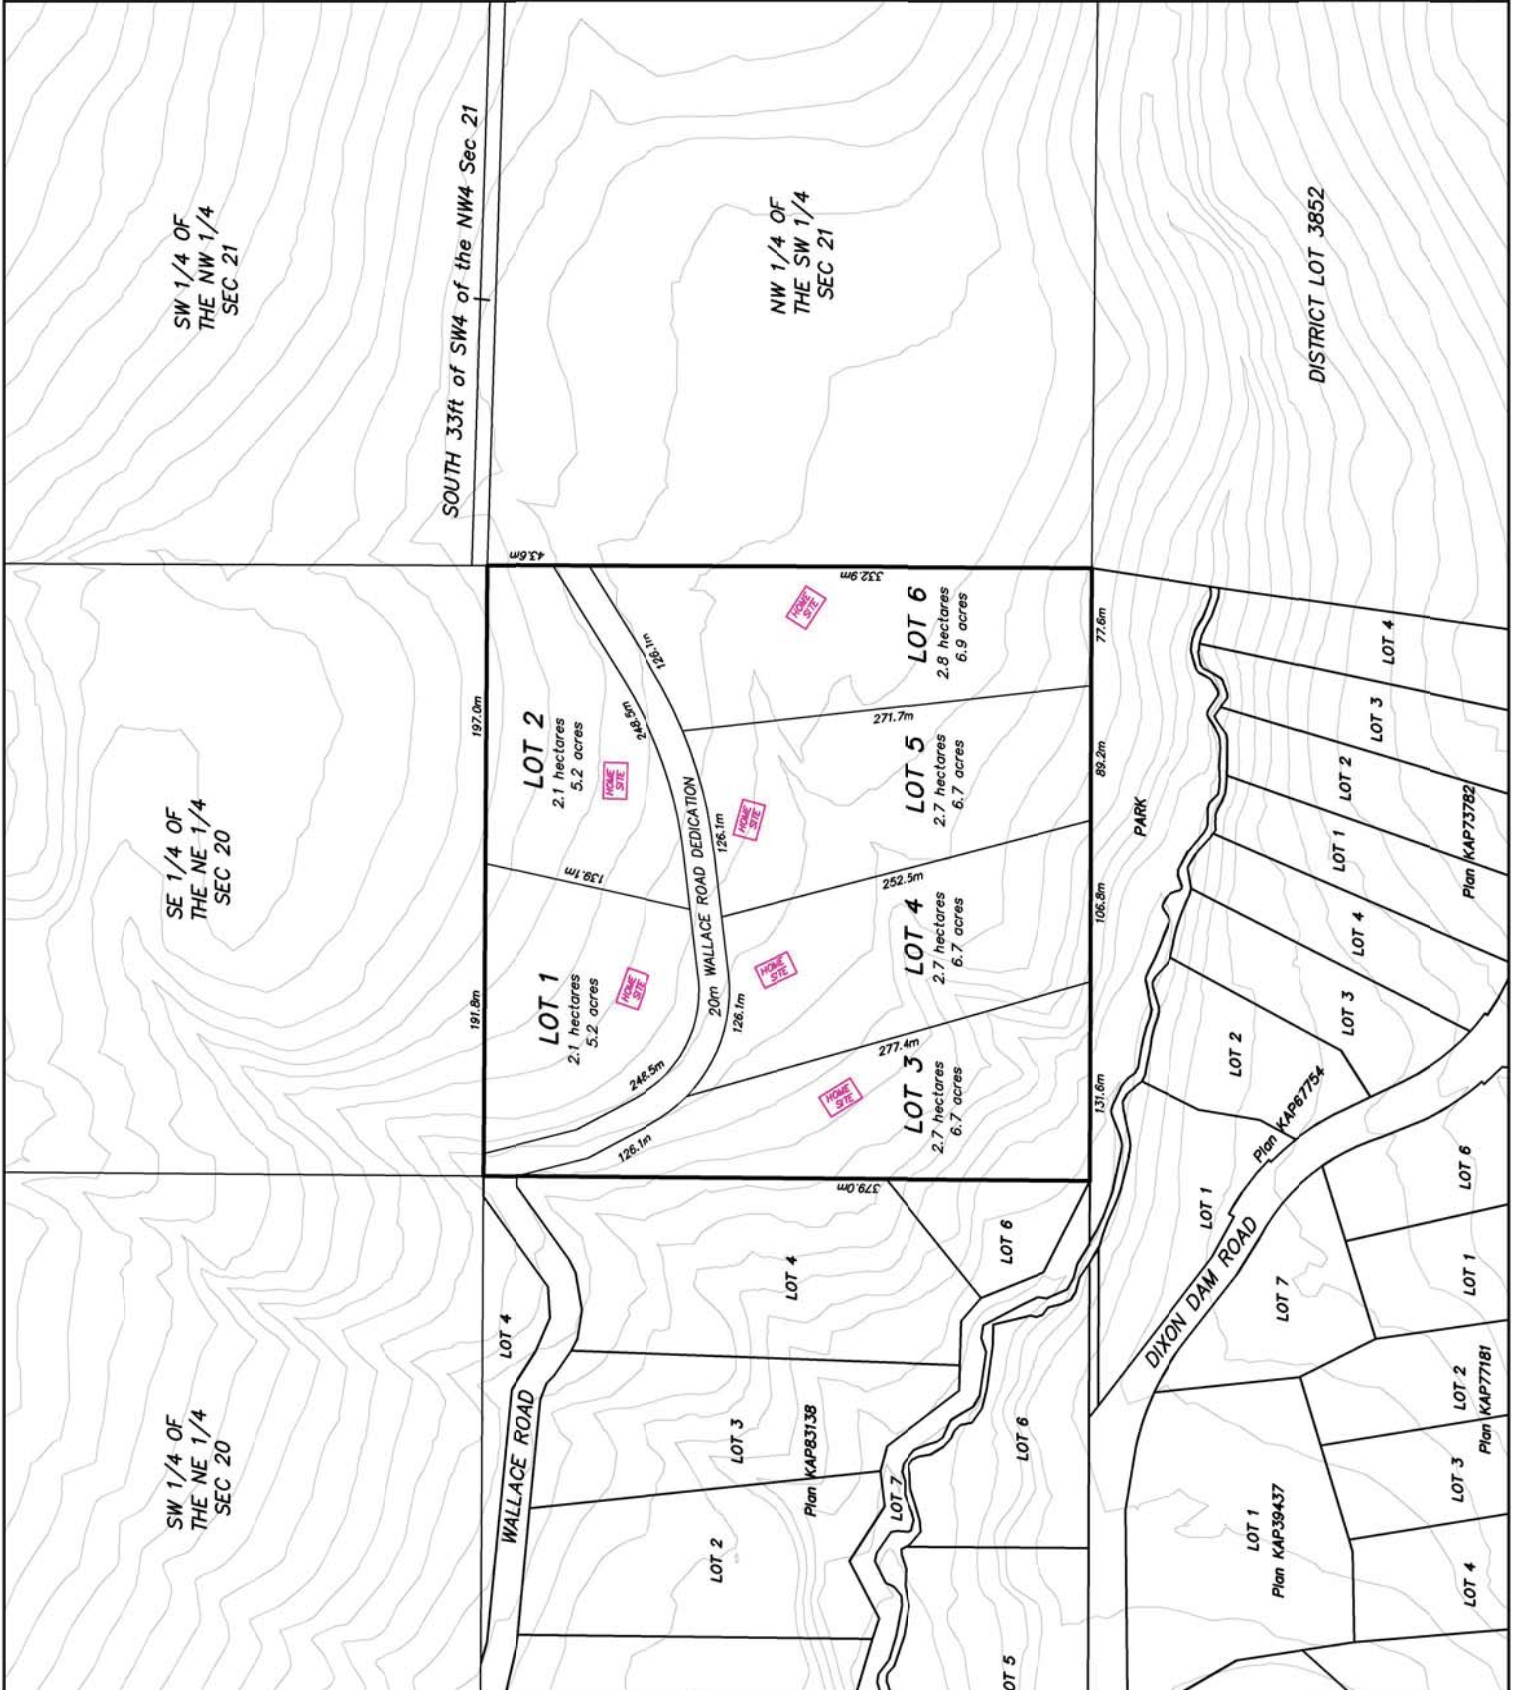 SW 1/4 OF
THE NW 1/4
SEC 21
SOUTH 33ft of SW4 of the NW4 Sec 21
NW 1/4 OF
THE SW 1/4
SEC 21
DISTRICT LOT 3852
SE 1/4 OF
THE NE 1/4
SEC 20
43.6m
332.9m
197.0m
LOT 2
2.1 hectares
5.2 acres
HOME
SITE
248.5m
126.1m
HOME
SITE
LOT 6
2.8 hectares
6.9 acres
77.6m
271.7m
LOT 5
2.7 hectares
6.7 acres
HOME
SITE
126.1m
89.2m
139.1m
20m WALLACE ROAD DEDICATION
252.5m
LOT 4
2.7 hectares
6.7 acres
HOME
SITE
126.1m
106.8m
191.8m
LOT 1
2.1 hectares
5.2 acres
HOME
SITE
248.5m
277.4m
LOT 3
2.7 hectares
6.7 acres
HOME
SITE
126.1m
131.6m
379.0m
PARK
LOT 4
LOT 3
LOT 2
LOT 1
Plan KAP73782
LOT 4
LOT 3
LOT 2
Plan KAP67754
LOT 1
DIXON DAM ROAD
LOT 6
LOT 1
LOT 7
LOT 2
Plan KAP77181
LOT 3
LOT 4
LOT 1
Plan KAP39437
SW 1/4 OF
THE NE 1/4
SEC 20
LOT 4
WALLACE ROAD
LOT 4
LOT 6
LOT 3
Plan KAP83138
LOT 6
LOT 7
LOT 2
OT 5